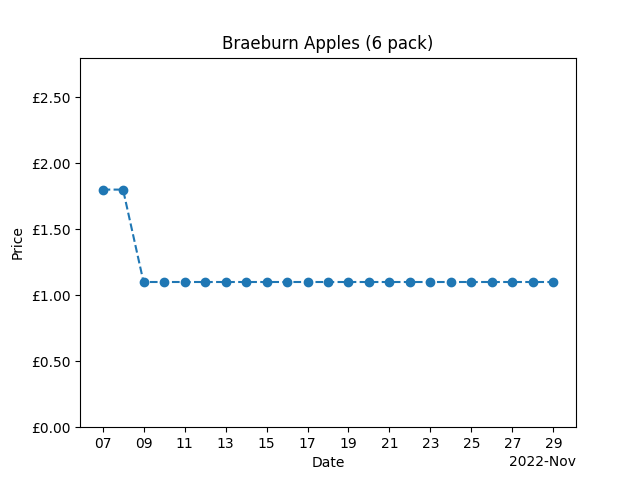 Braeburn Apples (6 pack)
£2.50
£2.00
£1.50
£1.00
£0.50
£0.00
Price
07 09 11 13 15 17 19 21 23 25 27 29
Date
2022-Nov